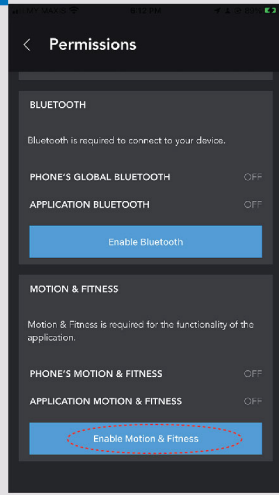 Permissions
BLUETOOTH
Bluetooth is required to connect to your device.
PHONE'S GLOBAL BLUETOOTH OFF
APPLICATION BLUETOOTH OFF
Enable Bluetooth
MOTION & FITNESS
Motion & Fitness is required for the functionality of the
application.
PHONE'S MOTION & FITNESS OFF
APPLICATION MOTION & FITNESS OFF
Enable Motion & Fitness